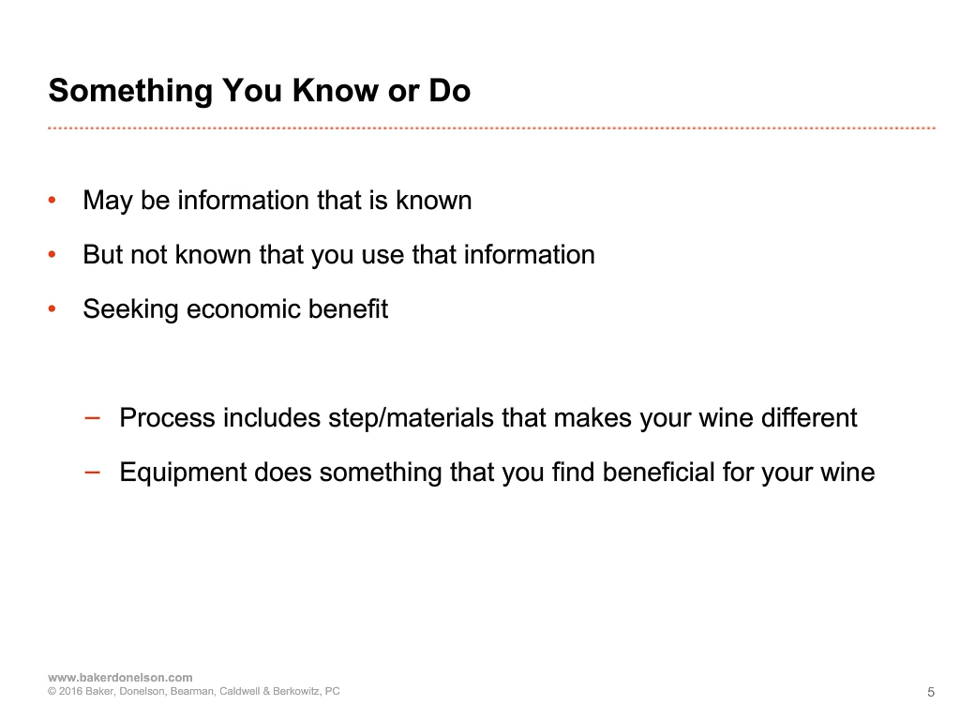 Something You Know or Do
• May be information that is known
• But not known that you use that information
• Seeking economic benefit
– Process includes step/materials that makes your wine different
– Equipment does something that you find beneficial for your wine
www.bakerdonelson.com
© 2016 Baker, Donelson, Bearman, Caldwell & Berkowitz, PC
5